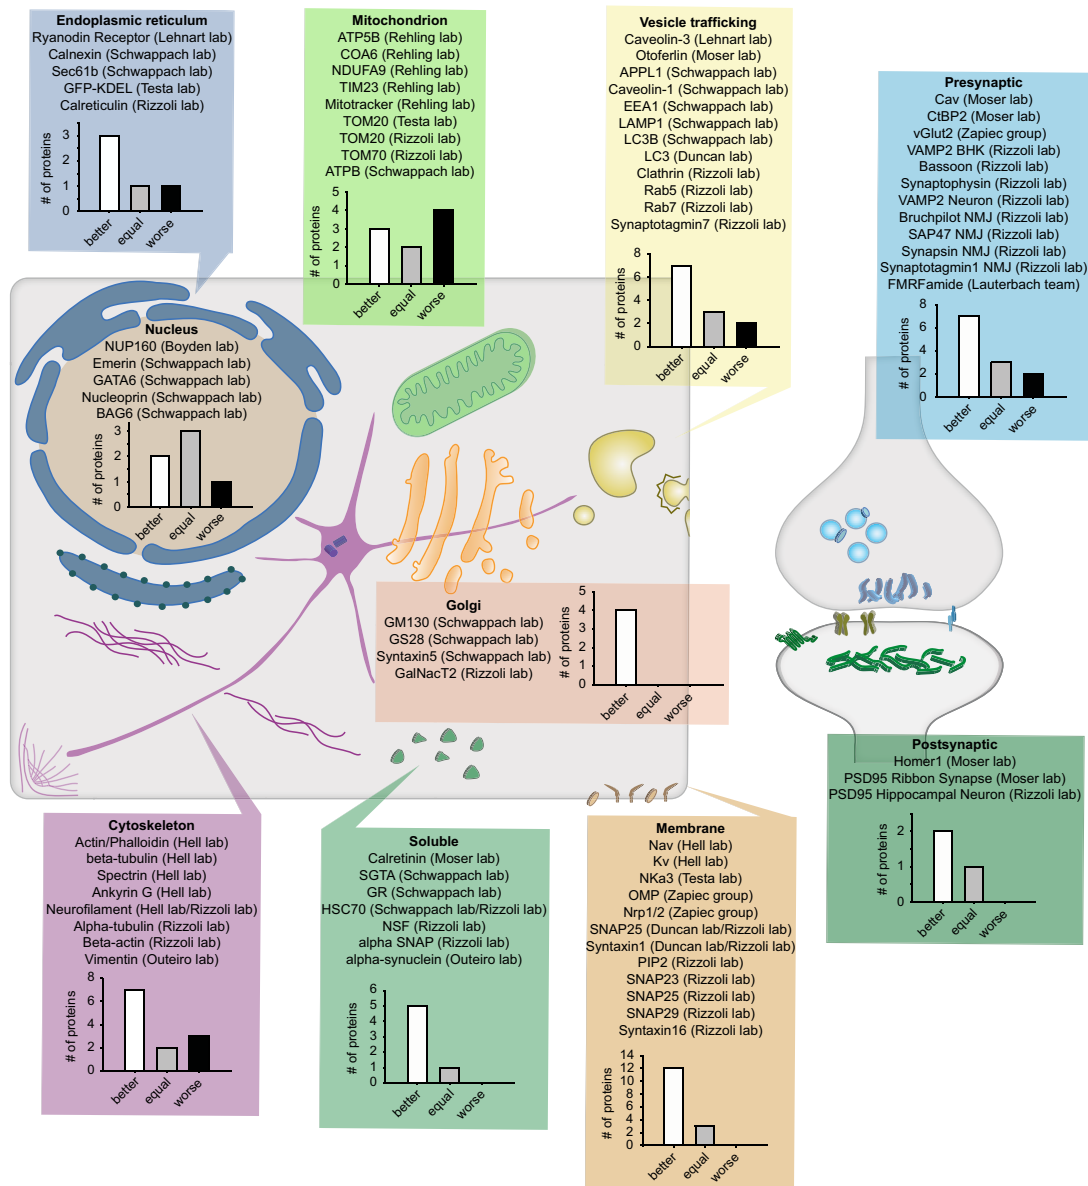 Endoplasmic reticulum
Ryanodin Receptor (Lehnart lab)
Calnexin (Schwappach lab)
Sec61b (Schwappach lab)
GFP-KDEL (Testa lab)
Calreticulin (Rizzoli lab)
# of proteins
3
2
1
0
better
equal
worse
Mitochondrion
ATP5B (Rehling lab)
COA6 (Rehling lab)
NDUFA9 (Rehling lab)
TIM23 (Rehling lab)
Mitotracker (Rehling lab)
TOM20 (Testa lab)
TOM20 (Rizzoli lab)
TOM70 (Rizzoli lab)
ATPB (Schwappach lab)
# of proteins
5
4
3
2
1
0
better
equal
worse
Vesicle trafficking
Caveolin-3 (Lehnart lab)
Otoferlin (Moser lab)
APPL1 (Schwappach lab)
Caveolin-1 (Schwappach lab)
EEA1 (Schwappach lab)
LAMP1 (Schwappach lab)
LC3B (Schwappach lab)
LC3 (Duncan lab)
Clathrin (Rizzoli lab)
Rab5 (Rizzoli lab)
Rab7 (Rizzoli lab)
Synaptotagmin7 (Rizzoli lab)
# of proteins
8
6
4
2
0
better
equal
worse
Presynaptic
Cav (Moser lab)
CtBP2 (Moser lab)
vGlut2 (Zapiec group)
VAMP2 BHK (Rizzoli lab)
Bassoon (Rizzoli lab)
Synaptophysin (Rizzoli lab)
VAMP2 Neuron (Rizzoli lab)
Bruchpilot NMJ (Rizzoli lab)
SAP47 NMJ (Rizzoli lab)
Synapsin NMJ (Rizzoli lab)
Synaptotagmin1 NMJ (Rizzoli lab)
FMRFamide (Lauterbach team)
# of proteins
8
6
4
2
0
better
equal
worse
Nucleus
NUP160 (Boyden lab)
Emerin (Schwappach lab)
GATA6 (Schwappach lab)
Nucleoprin (Schwappach lab)
BAG6 (Schwappach lab)
# of proteins
3
2
1
0
better
equal
worse
Golgi
GM130 (Schwappach lab)
GS28 (Schwappach lab)
Syntaxin5 (Schwappach lab)
GalNacT2 (Rizzoli lab)
# of proteins
5
4
3
2
1
0
better
equal
worse
Postsynaptic
Homer1 (Moser lab)
PSD95 Ribbon Synapse (Moser lab)
PSD95 Hippocampal Neuron (Rizzoli lab)
# of proteins
2
1
0
better
equal
worse
Cytoskeleton
Actin/Phalloidin (Hell lab)
beta-tubulin (Hell lab)
Spectrin (Hell lab)
Ankyrin G (Hell lab)
Neurofilament (Hell lab/Rizzoli lab)
Alpha-tubulin (Rizzoli lab)
Beta-actin (Rizzoli lab)
Vimentin (Outeiro lab)
# of proteins
8
6
4
2
0
better
equal
worse
Soluble
Calretinin (Moser lab)
SGTA (Schwappach lab)
GR (Schwappach lab)
HSC70 (Schwappach lab/Rizzoli lab)
NSF (Rizzoli lab)
alpha SNAP (Rizzoli lab)
alpha-synuclein (Outeiro lab)
# of proteins
6
5
4
3
2
1
0
better
equal
worse
Membrane
Nav (Hell lab)
Kv (Hell lab)
NKa3 (Testa lab)
OMP (Zapiec group)
Nrp1/2 (Zapiec group)
SNAP25 (Duncan lab/Rizzoli lab)
Syntaxin1 (Duncan lab/Rizzoli lab)
PIP2 (Rizzoli lab)
SNAP23 (Rizzoli lab)
SNAP25 (Rizzoli lab)
SNAP29 (Rizzoli lab)
Syntaxin16 (Rizzoli lab)
# of proteins
14
12
10
8
6
4
2
0
better
equal
worse